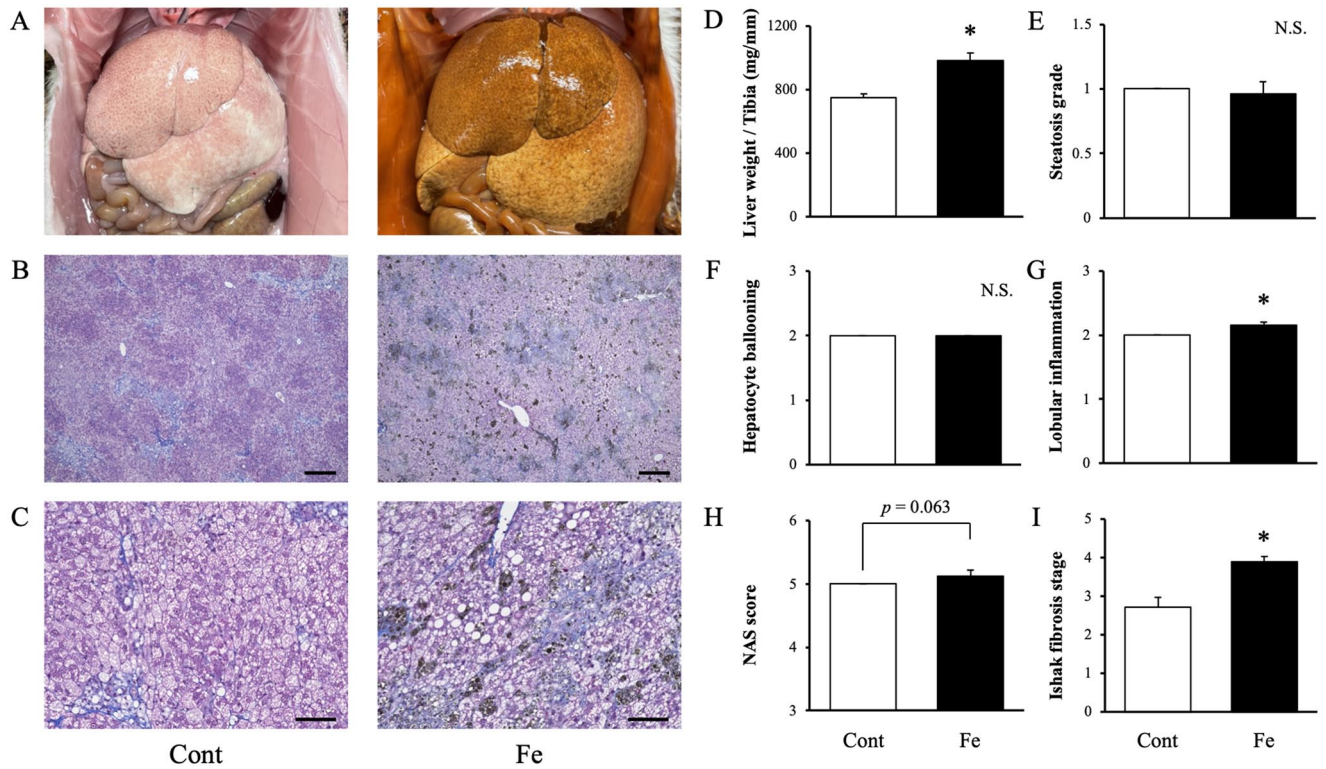 A
B
C
Cont
Fe
D
Liver weight / Tibia (mg/mm)
1200
800
400
0
*
E
Steatosis grade
1.5
1
0.5
0
N.S.
F
Hepatocyte ballooning
3
2
1
0
N.S.
G
Lobular inflammation
3
2
1
0
*
H
NAS score
6
5
4
3
p = 0.063
Cont
Fe
I
Ishak fibrosis stage
5
4
3
2
1
0
*
Cont
Fe